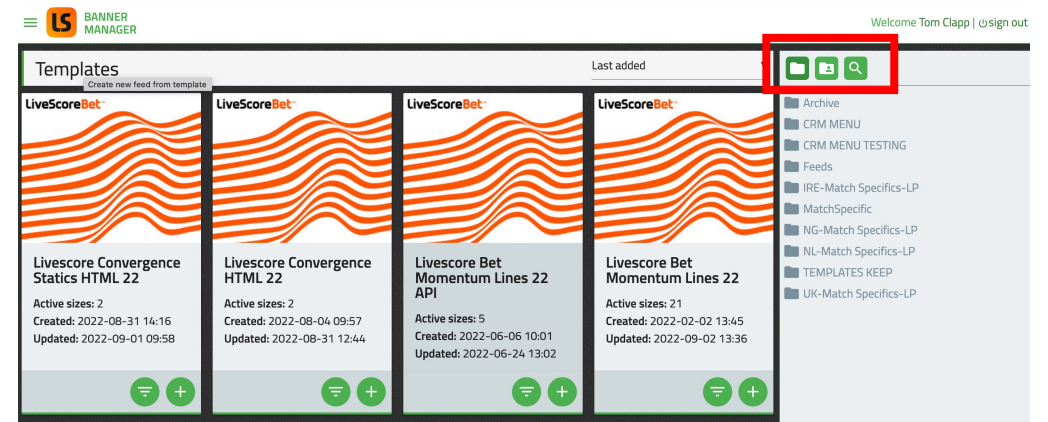 LS
BANNER
MANAGER
Welcome Tom Clapp | sign out
Templates
Create new feed from template
Last added
LiveScoreBet
Livescore Convergence
Statics HTML 22
Active sizes: 2
Created: 2022-08-31 14:16
Updated: 2022-09-01 09:58
LiveScoreBet
Livescore Convergence
HTML 22
Active sizes: 2
Created: 2022-08-04 09:57
Updated: 2022-08-31 12:44
LiveScoreBet
Livescore Bet
Momentum Lines 22
API
Active sizes: 5
Created: 2022-06-06 10:01
Updated: 2022-06-24 13:02
LiveScoreBet
Livescore Bet
Momentum Lines 22
Active sizes: 21
Created: 2022-02-02 13:45
Updated: 2022-09-02 13:36
Archive
CRM MENU
CRM MENU TESTING
Feeds
IRE-Match Specifics-LP
MatchSpecific
NG-Match Specifics-LP
NL-Match Specifics-LP
TEMPLATES KEEP
UK-Match Specifics-LP